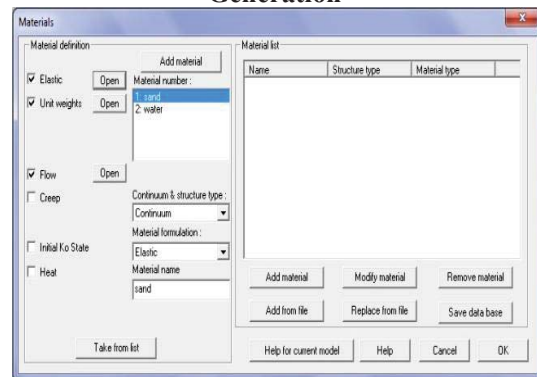 Generation
Materials
Material definition
Add material
Elastic Open Material number :
1: sand
Unit weights Open
2: water
Flow Open
Creep Continuum & structure type :
Continuum
Material formulation :
Initial Ko State Elastic
Heat Material name
sand
Take from list
Material list
Name Structure type Material type
Add material Modify material Remove material
Add from file Replace from file Save data base
Help for current model Help Cancel OK